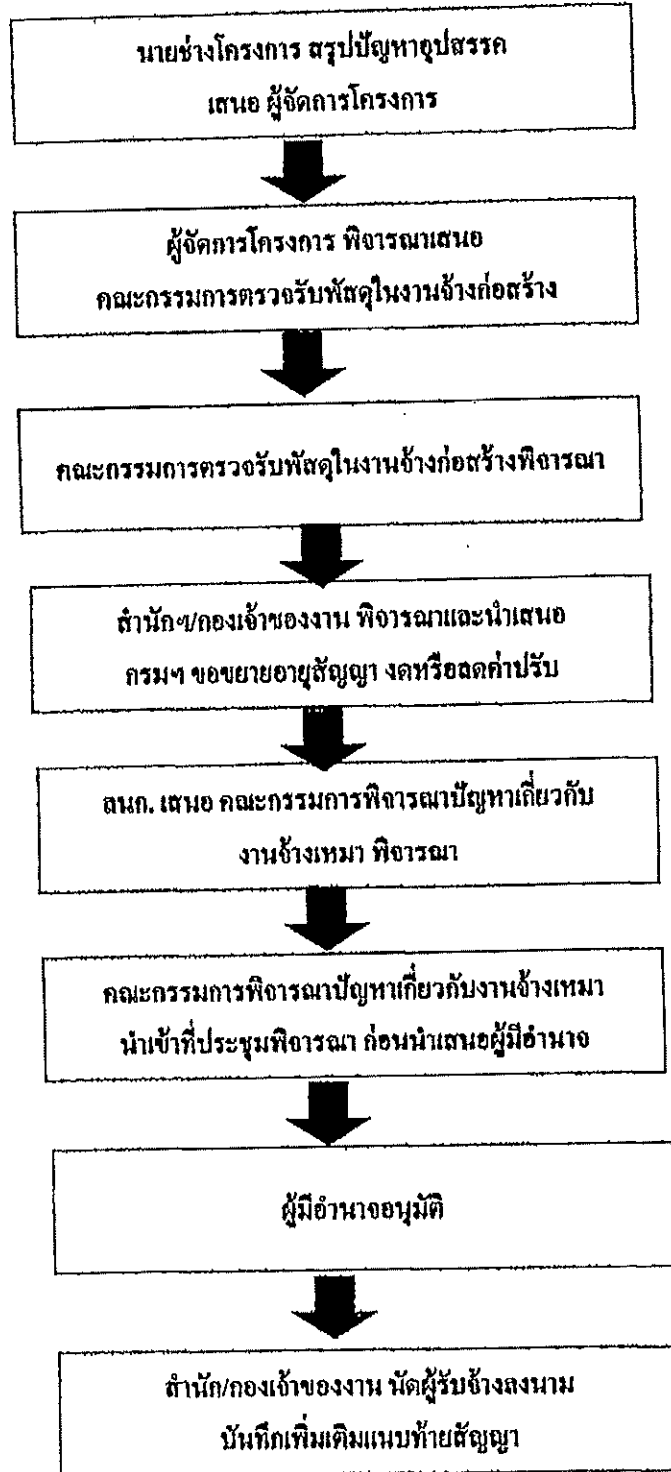 นายช่างโครงการ สรุปปัญหาอุปสรรค
เสนอ ผู้จัดการโครงการ
ผู้จัดการโครงการ พิจารณาเสนอ
คณะกรรมการตรวจรับพัสดุในงานจ้างก่อสร้าง
คณะกรรมการตรวจรับพัสดุในงานจ้างก่อสร้างพิจารณา
สำนักฯ/กองเจ้าของงาน พิจารณาและนำเสนอ
กรมฯ ขอขยายอายุสัญญา งดหรือลดค่าปรับ
สนก. เสนอ คณะกรรมการพิจารณาปัญหาเกี่ยวกับ
งานจ้างเหมา พิจารณา
คณะกรรมการพิจารณาปัญหาเกี่ยวกับงานจ้างเหมา
นำเข้าที่ประชุมพิจารณา ก่อนนำเสนอผู้มีอำนาจ
ผู้มีอำนาจอนุมัติ
สำนัก/กองเจ้าของงาน นัดผู้รับจ้างลงนาม
บันทึกเพิ่มเติมแนบท้ายสัญญา